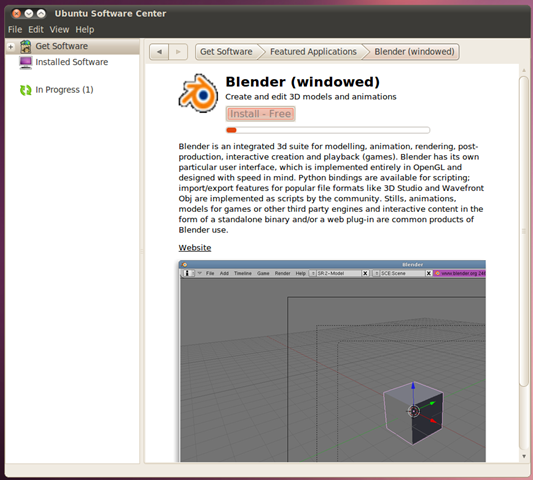 Ubuntu Software Center
File Edit View Help
Get Software
Installed Software
In Progress (1)
Get Software Featured Applications Blender (windowed)
Blender (windowed)
Create and edit 3D models and animations
Install - Free
Blender is an integrated 3d suite for modelling, animation, rendering, post-
production, interactive creation and playback (games). Blender has its own
particular user interface, which is implemented entirely in OpenGL and
designed with speed in mind. Python bindings are available for scripting;
import/export features for popular file formats like 3D Studio and Wavefront
Obj are implemented as scripts by the community. Stills, animations,
models for games or other third party engines and interactive content in the
form of a standalone binary and/or a web plug-in are common products of
Blender use.
Website
Blender
File Add Timeline Game Render Help SR:2-Model X SCE:Scene X www.blender.org 24